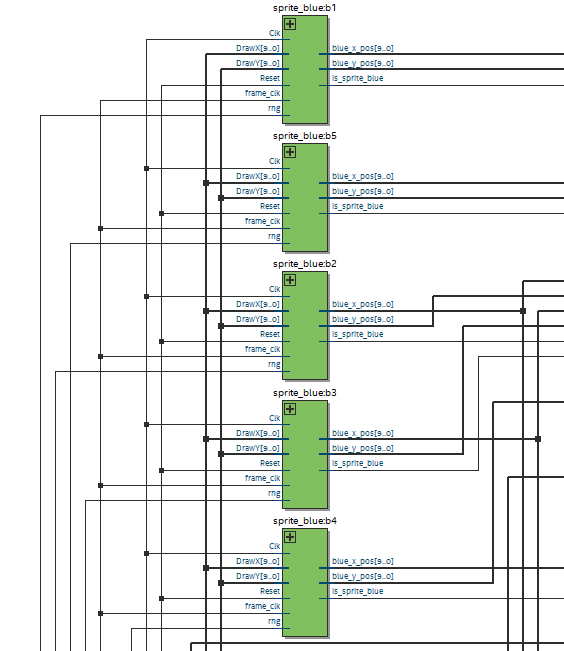 sprite_blue:b1
Clk
DrawX[9..0] blue_x_pos[9..0]
DrawY[9..0] blue_y_pos[9..0]
Reset is_sprite_blue
frame_clk
rng
sprite_blue:b5
Clk
DrawX[9..0] blue_x_pos[9..0]
DrawY[9..0] blue_y_pos[9..0]
Reset is_sprite_blue
frame_clk
rng
sprite_blue:b2
Clk
DrawX[9..0] blue_x_pos[9..0]
DrawY[9..0] blue_y_pos[9..0]
Reset is_sprite_blue
frame_clk
rng
sprite_blue:b3
Clk
DrawX[9..0] blue_x_pos[9..0]
DrawY[9..0] blue_y_pos[9..0]
Reset is_sprite_blue
frame_clk
rng
sprite_blue:b4
Clk
DrawX[9..0] blue_x_pos[9..0]
DrawY[9..0] blue_y_pos[9..0]
Reset is_sprite_blue
frame_clk
rng